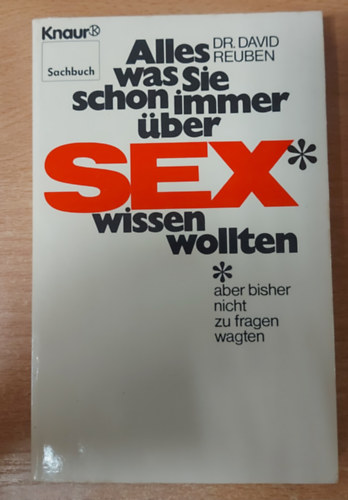 Knaur K
Sachbuch
DR. DAVID
REUBEN
Alles
was Sie
schon immer
über
SEX*
wissen
wollten
*
aber bisher
nicht
zu fragen
wagten